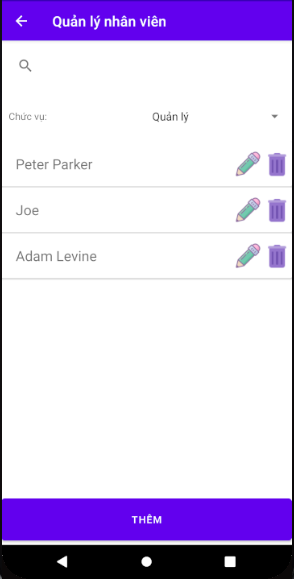 Quản lý nhân viên
Chức vụ: Quản lý
Peter Parker
Joe
Adam Levine
THÊM